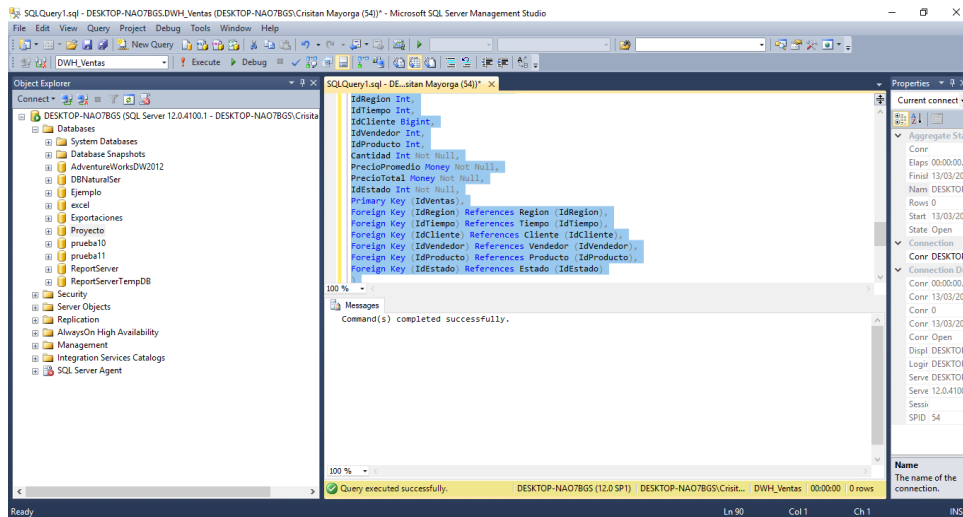 SQLQuery1.sql - DESKTOP-NAO7BGS.DWH_Ventas (DESKTOP-NAO7BGS\Crisitan Mayorga (54))* - Microsoft SQL Server Management Studio
File Edit View Query Project Debug Tools Window Help
New Query
DWH_Ventas Execute Debug
Object Explorer
Connect
DESKTOP-NAO7BGS (SQL Server 12.0.4100.1 - DESKTOP-NAO7BGS\Crisita
Databases
System Databases
Database Snapshots
AdventureWorksDW2012
DBNaturalSer
Ejemplo
excel
Exportaciones
Proyecto
prueba10
prueba11
ReportServer
ReportServerTempDB
Security
Server Objects
Replication
AlwaysOn High Availability
Management
Integration Services Catalogs
SQL Server Agent
SQLQuery1.sql - DE...sitan Mayorga (54))*
IdRegion Int,
IdTiempo Int,
IdCliente Bigint,
IdVendedor Int,
IdProducto Int,
Cantidad Int Not Null,
PrecioPromedio Money Not Null,
PrecioTotal Money Not Null,
IdEstado Int Not Null,
Primary Key (IdVentas),
Foreign Key (IdRegion) References Region (IdRegion),
Foreign Key (IdTiempo) References Tiempo (IdTiempo),
Foreign Key (IdCliente) References Cliente (IdCliente),
Foreign Key (IdVendedor) References Vendedor (IdVendedor),
Foreign Key (IdProducto) References Producto (IdProducto),
Foreign Key (IdEstado) References Estado (IdEstado)
)
100 %
Messages
Command(s) completed successfully.
100 %
Query executed successfully. DESKTOP-NAO7BGS (12.0 SP1) DESKTOP-NAO7BGS\Crisit... DWH_Ventas 00:00:00 0 rows
Properties
Current connect
Aggregate Sta
Conr
Elaps 00:00:00.
Finisl 13/03/20
Nam DESKTO
Rows 0
Start 13/03/20
State Open
Connection
Conr DESKTO
Connection D
Conr 00:00:00.
Conr 13/03/20
Conr 0
Conr 13/03/20
Conr Open
Displ DESKTO
Logir DESKTO
Serve DESKTO
Serve 12.0.410
Sessi
SPID 54
Name
The name of the
connection.
Ready Ln 90 Col 1 Ch 1 INS